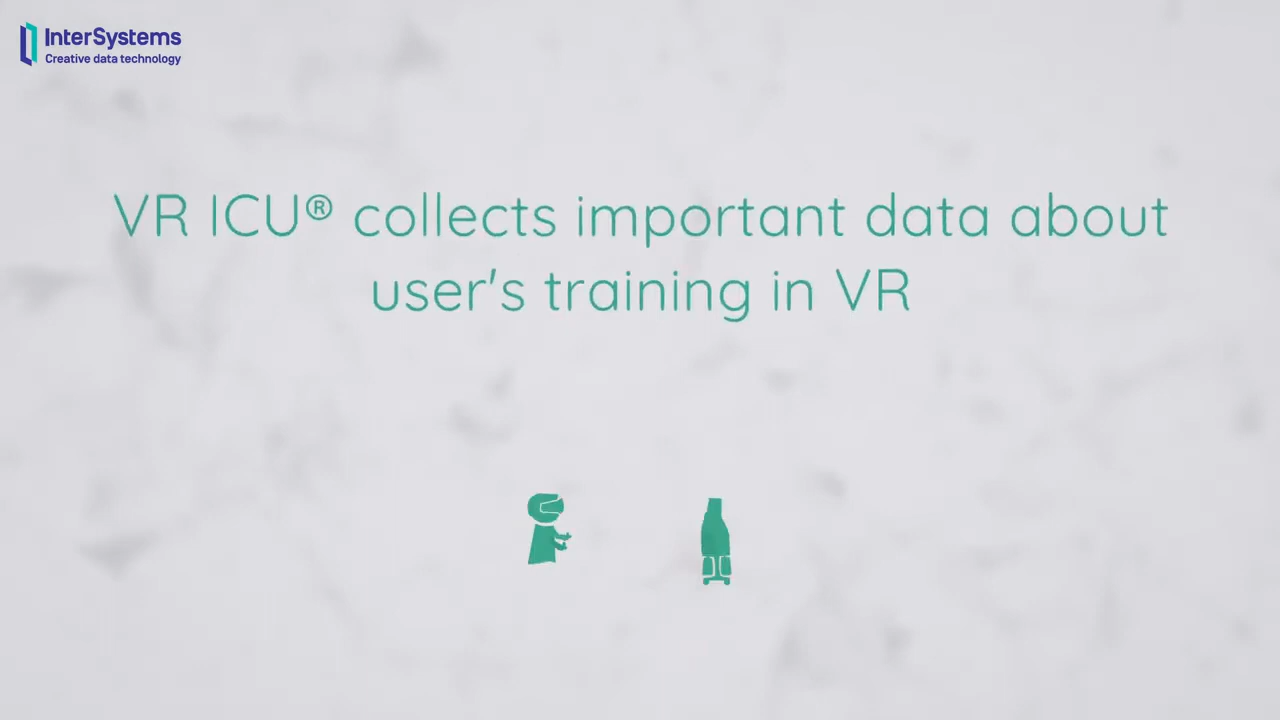 InterSystems
Creative data technology
VR ICU® collects important data about
user's training in VR